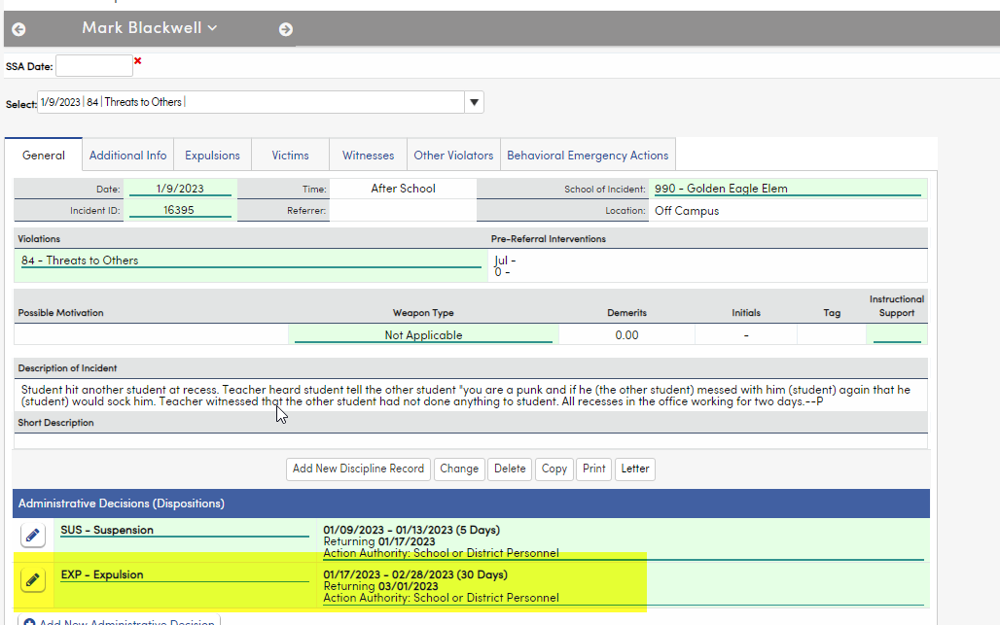 Mark Blackwell
SSA Date:
Select: 1/9/2023 | 84 | Threats to Others |
General Additional Info Expulsions Victims Witnesses Other Violators Behavioral Emergency Actions
Date: 1/9/2023 Time: After School School of Incident: 990 - Golden Eagle Elem
Incident ID: 16395 Referrer: Location: Off Campus
Violations Pre-Referral Interventions
84 - Threats to Others Jul -
0 -
Possible Motivation Weapon Type Demerits Initials Tag Instructional Support
Not Applicable 0.00 -
Description of Incident
Student hit another student at recess. Teacher heard student tell the other student "you are a punk and if he (the other student) messed with him (student) again that he
(student) would sock him. Teacher witnessed that the other student had not done anything to student. All recesses in the office working for two days.--P
Short Description
Add New Discipline Record Change Delete Copy Print Letter
Administrative Decisions (Dispositions)
SUS - Suspension 01/09/2023 - 01/13/2023 (5 Days)
Returning 01/17/2023
Action Authority: School or District Personnel
EXP - Expulsion 01/17/2023 - 02/28/2023 (30 Days)
Returning 03/01/2023
Action Authority: School or District Personnel
Add New Administrative Decision